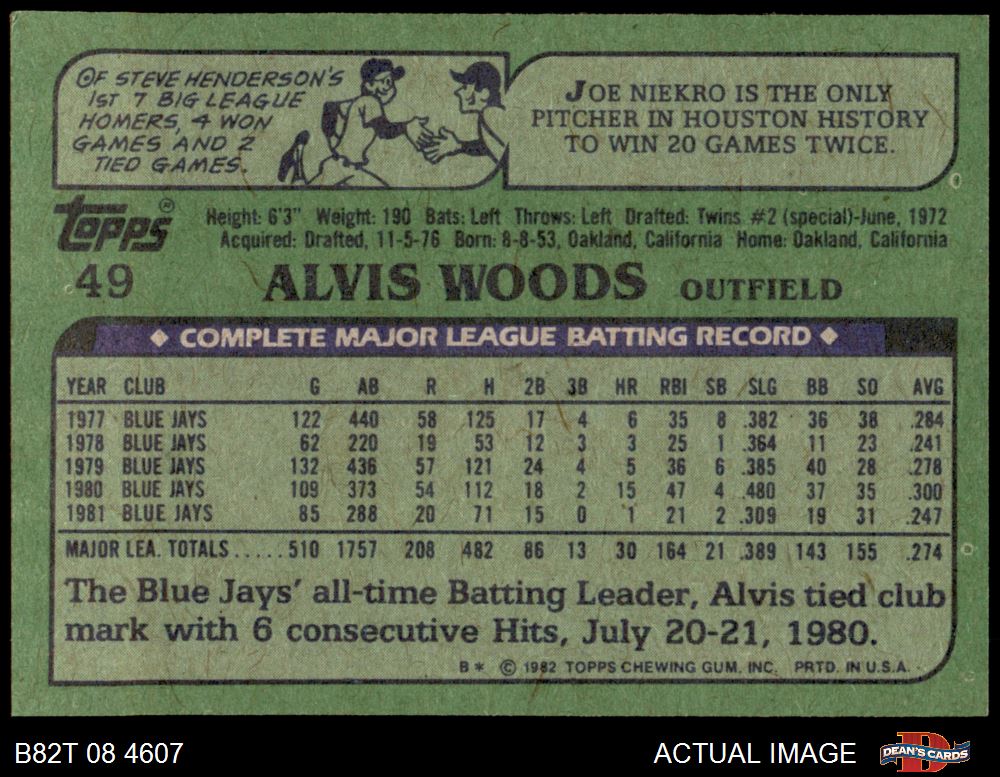 OF STEVE HENDERSON'S
1ST 7 BIG LEAGUE
HOMERS, 4 WON
GAMES AND 2
TIED GAMES.
JOE NIEKRO IS THE ONLY
PITCHER IN HOUSTON HISTORY
TO WIN 20 GAMES TWICE.
topps®
Height: 6'3" Weight: 190 Bats: Left Throws: Left Drafted: Twins #2 (special)-June, 1972
Acquired: Drafted, 11-5-76 Born: 8-8-53, Oakland, California Home: Oakland, California
49 ALVIS WOODS OUTFIELD
◆ COMPLETE MAJOR LEAGUE BATTING RECORD ◆
YEAR CLUB G AB R H 2B 3B HR RBI SB SLG BB SO AVG
1977 BLUE JAYS 122 440 58 125 17 4 6 35 8 .382 36 38 .284
1978 BLUE JAYS 62 220 19 53 12 3 3 25 1 .364 11 23 .241
1979 BLUE JAYS 132 436 57 121 24 4 5 36 6 .385 40 28 .278
1980 BLUE JAYS 109 373 54 112 18 2 15 47 4 .480 37 35 .300
1981 BLUE JAYS 85 288 20 71 15 0 1 21 2 .309 19 31 .247
MAJOR LEA. TOTALS.....510 1757 208 482 86 13 30 164 21 .389 143 155 .274
The Blue Jays' all-time Batting Leader, Alvis tied club
mark with 6 consecutive Hits, July 20-21, 1980.
B* © 1982 TOPPS CHEWING GUM, INC. PRTD. IN U.S.A.
B82T 08 4607
ACTUAL IMAGE
DEAN'S CARDS